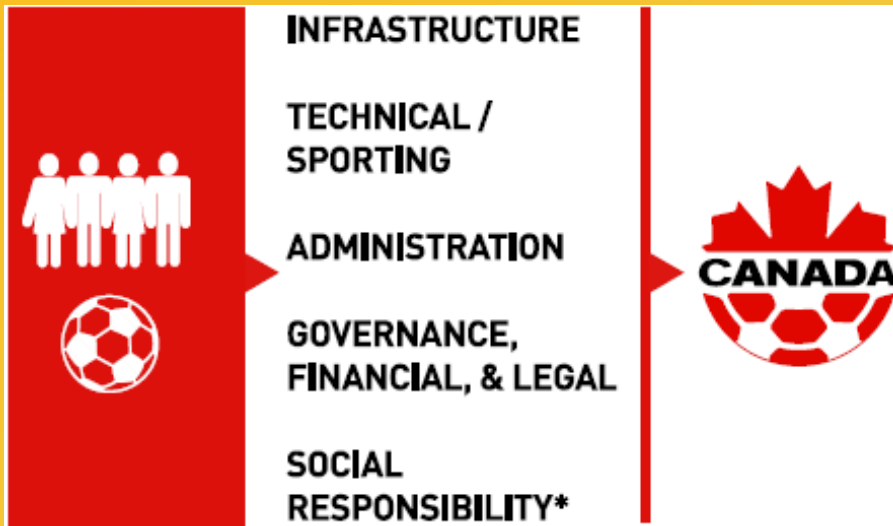 INFRASTRUCTURE
TECHNICAL /
SPORTING
ADMINISTRATION
GOVERNANCE,
FINANCIAL, & LEGAL
SOCIAL
RESPONSIBILITY*
CANADA